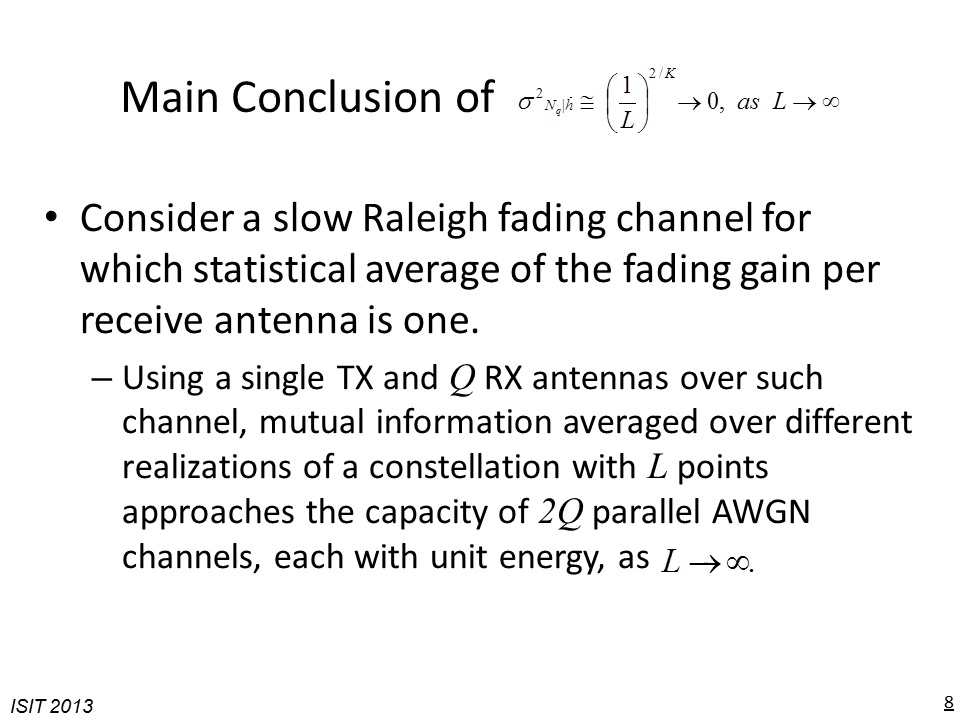 Main Conclusion of σ²_{N_q|ḣ} ≅ (1/L)^{2/K} → 0, as L → ∞
• Consider a slow Raleigh fading channel for
which statistical average of the fading gain per
receive antenna is one.
– Using a single TX and Q RX antennas over such
channel, mutual information averaged over different
realizations of a constellation with L points
approaches the capacity of 2Q parallel AWGN
channels, each with unit energy, as L → ∞.
ISIT 2013
8